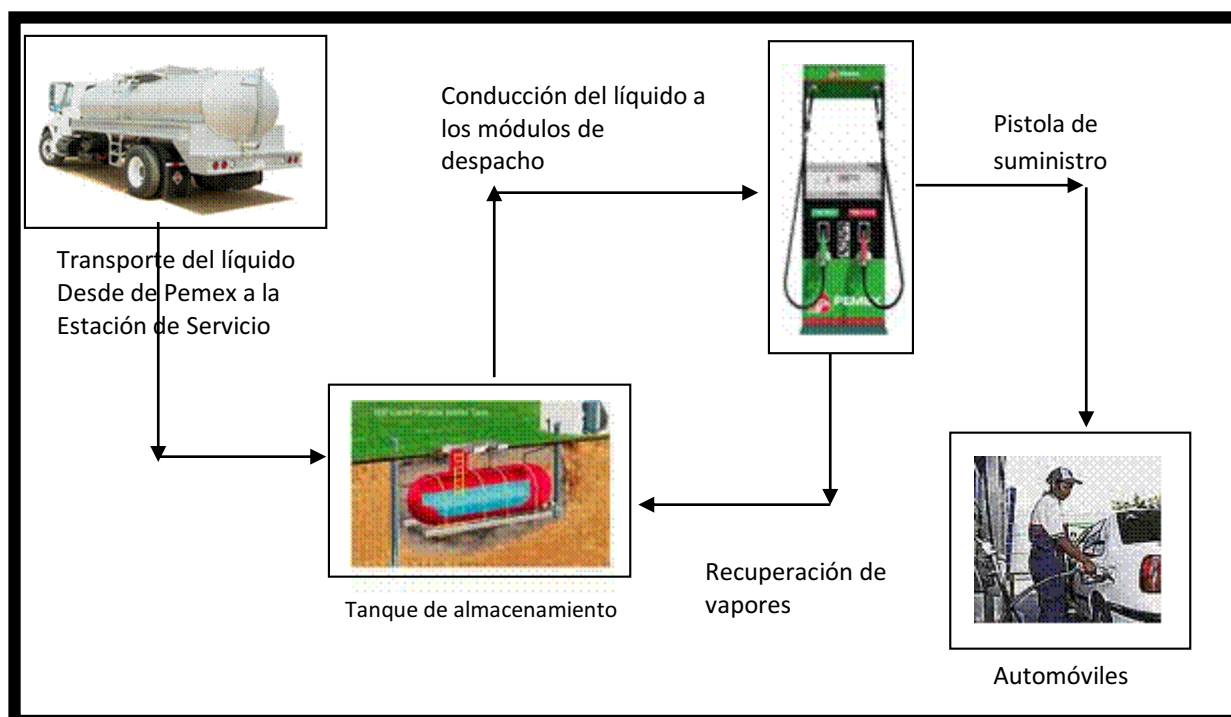 Conducción del líquido a
los módulos de
despacho
Pistola de
suministro
Transporte del líquido
Desde de Pemex a la
Estación de Servicio
PEMEX
Recuperación de
vapores
Tanque de almacenamiento
Automóviles